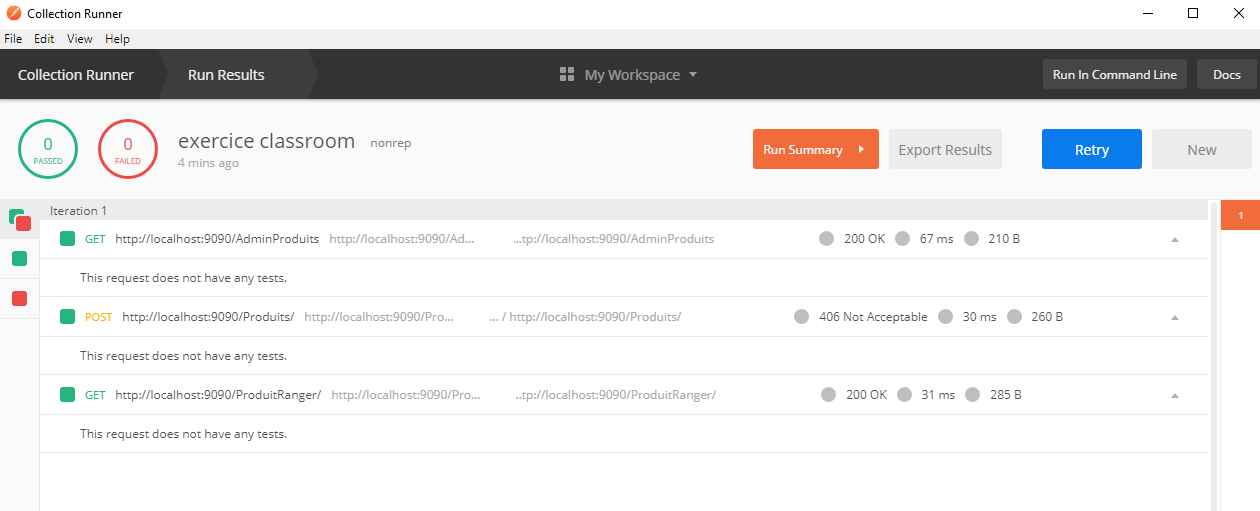 Collection Runner
File Edit View Help
Collection Runner Run Results My Workspace Run In Command Line Docs
0 PASSED
0 FAILED
exercice classroom nonrep
4 mins ago
Run Summary Export Results Retry New
Iteration 1
1
GET http://localhost:9090/AdminProduits http://localhost:9090/Ad... ...tp://localhost:9090/AdminProduits 200 OK 67 ms 210 B
This request does not have any tests.
POST http://localhost:9090/Produits/ http://localhost:9090/Pro... ... / http://localhost:9090/Produits/ 406 Not Acceptable 30 ms 260 B
This request does not have any tests.
GET http://localhost:9090/ProduitRanger/ http://localhost:9090/Pro... ..tp://localhost:9090/ProduitRanger/ 200 OK 31 ms 285 B
This request does not have any tests.